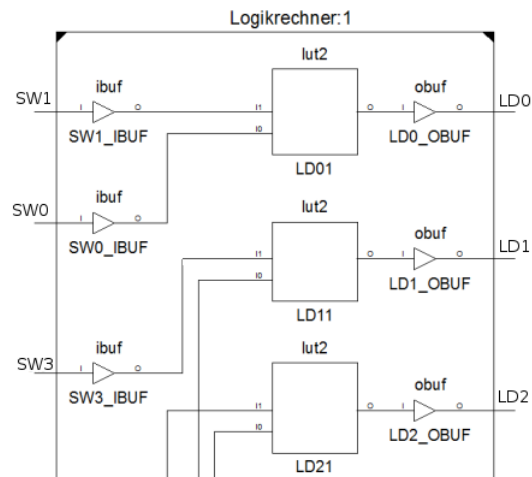 Logikrechner:1
lut2
ibuf
obuf
SW1
I
O
I1
O
I
O
LD0
SW1_IBUF
I0
LD0_OBUF
LD01
ibuf
SW0
I
O
SW0_IBUF
lut2
obuf
I1
O
I
O
LD1
I0
LD1_OBUF
LD11
ibuf
lut2
SW3
I
O
obuf
SW3_IBUF
I1
O
I
O
LD2
I0
LD2_OBUF
LD21